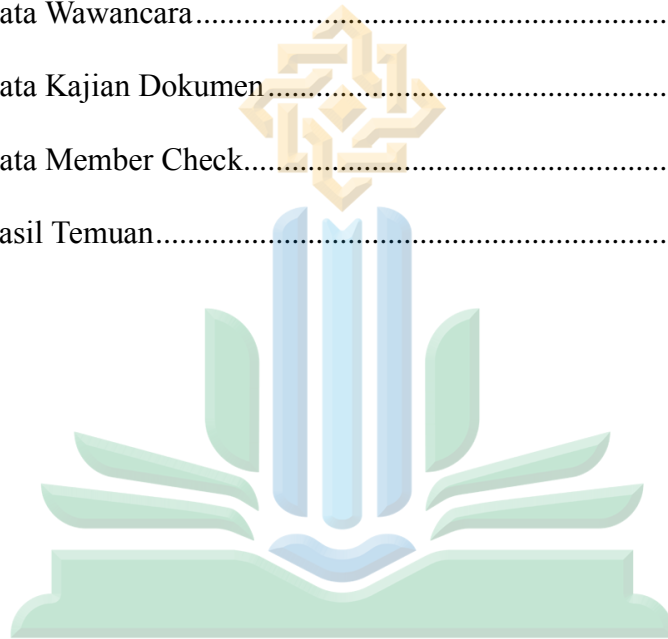 ata Wawancara......................................................................
ata Kajian Dokumen............................................................
ata Member Check...............................................................
asil Temuan..........................................................................